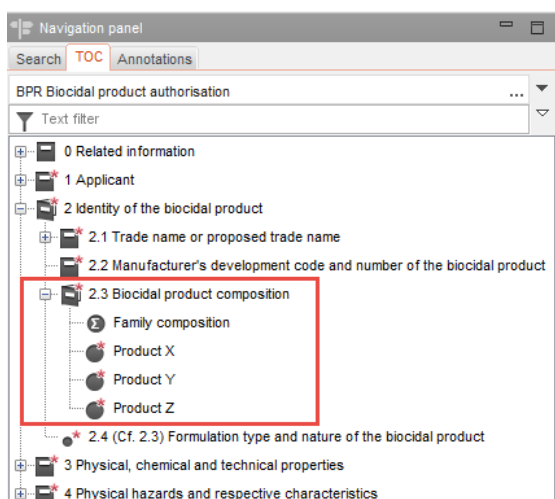 Navigation panel
Search TOC Annotations
BPR Biocidal product authorisation ...
Text filter
0 Related information
1 Applicant
2 Identity of the biocidal product
2.1 Trade name or proposed trade name
2.2 Manufacturer's development code and number of the biocidal product
2.3 Biocidal product composition
Family composition
Product X
Product Y
Product Z
2.4 (Cf. 2.3) Formulation type and nature of the biocidal product
3 Physical, chemical and technical properties
4 Physical hazards and respective characteristics